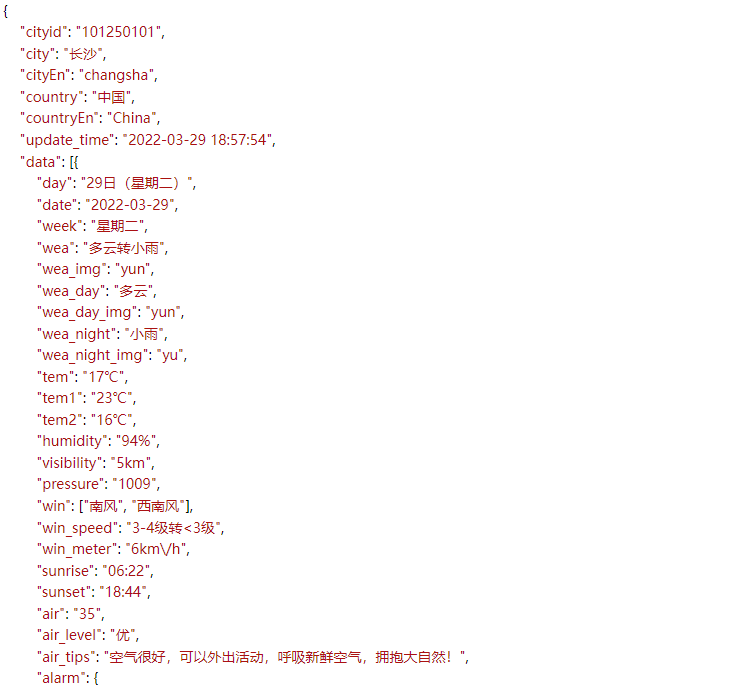 {
"cityid": "101250101",
"city": "长沙",
"cityEn": "changsha",
"country": "中国",
"countryEn": "China",
"update_time": "2022-03-29 18:57:54",
"data": [{
"day": "29日（星期二）",
"date": "2022-03-29",
"week": "星期二",
"wea": "多云转小雨",
"wea_img": "yun",
"wea_day": "多云",
"wea_day_img": "yun",
"wea_night": "小雨",
"wea_night_img": "yu",
"tem": "17℃",
"tem1": "23℃",
"tem2": "16℃",
"humidity": "94%",
"visibility": "5km",
"pressure": "1009",
"win": ["南风", "西南风"],
"win_speed": "3-4级转<3级",
"win_meter": "6km\/h",
"sunrise": "06:22",
"sunset": "18:44",
"air": "35",
"air_level": "优",
"air_tips": "空气很好，可以外出活动，呼吸新鲜空气，拥抱大自然！",
"alarm": {